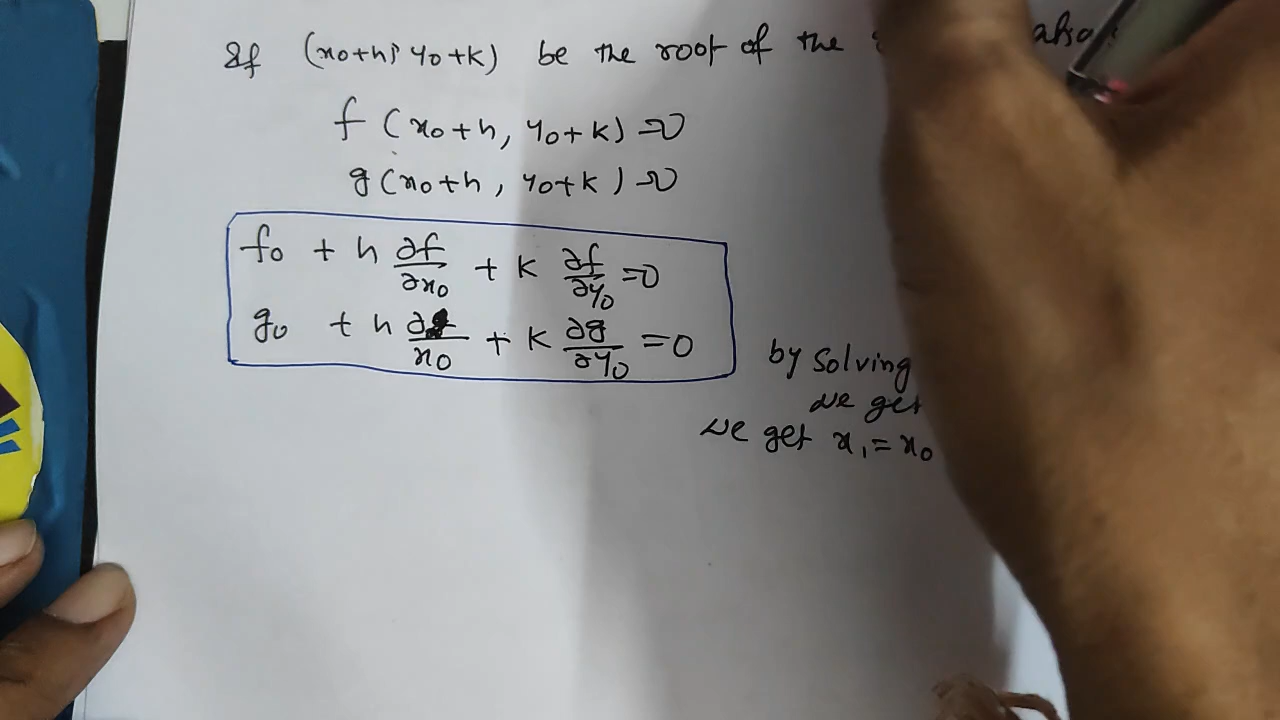 If (x₀+h, y₀+k) be the root of the
f (x₀+h, y₀+k) =0
g (x₀+h, y₀+k) =0
f₀ + h ∂f/∂x₀ + k ∂f/∂y₀ =0
g₀ + h ∂g/x₀ + k ∂g/∂y₀ =0
by solving
we get
we get x₁ = x₀